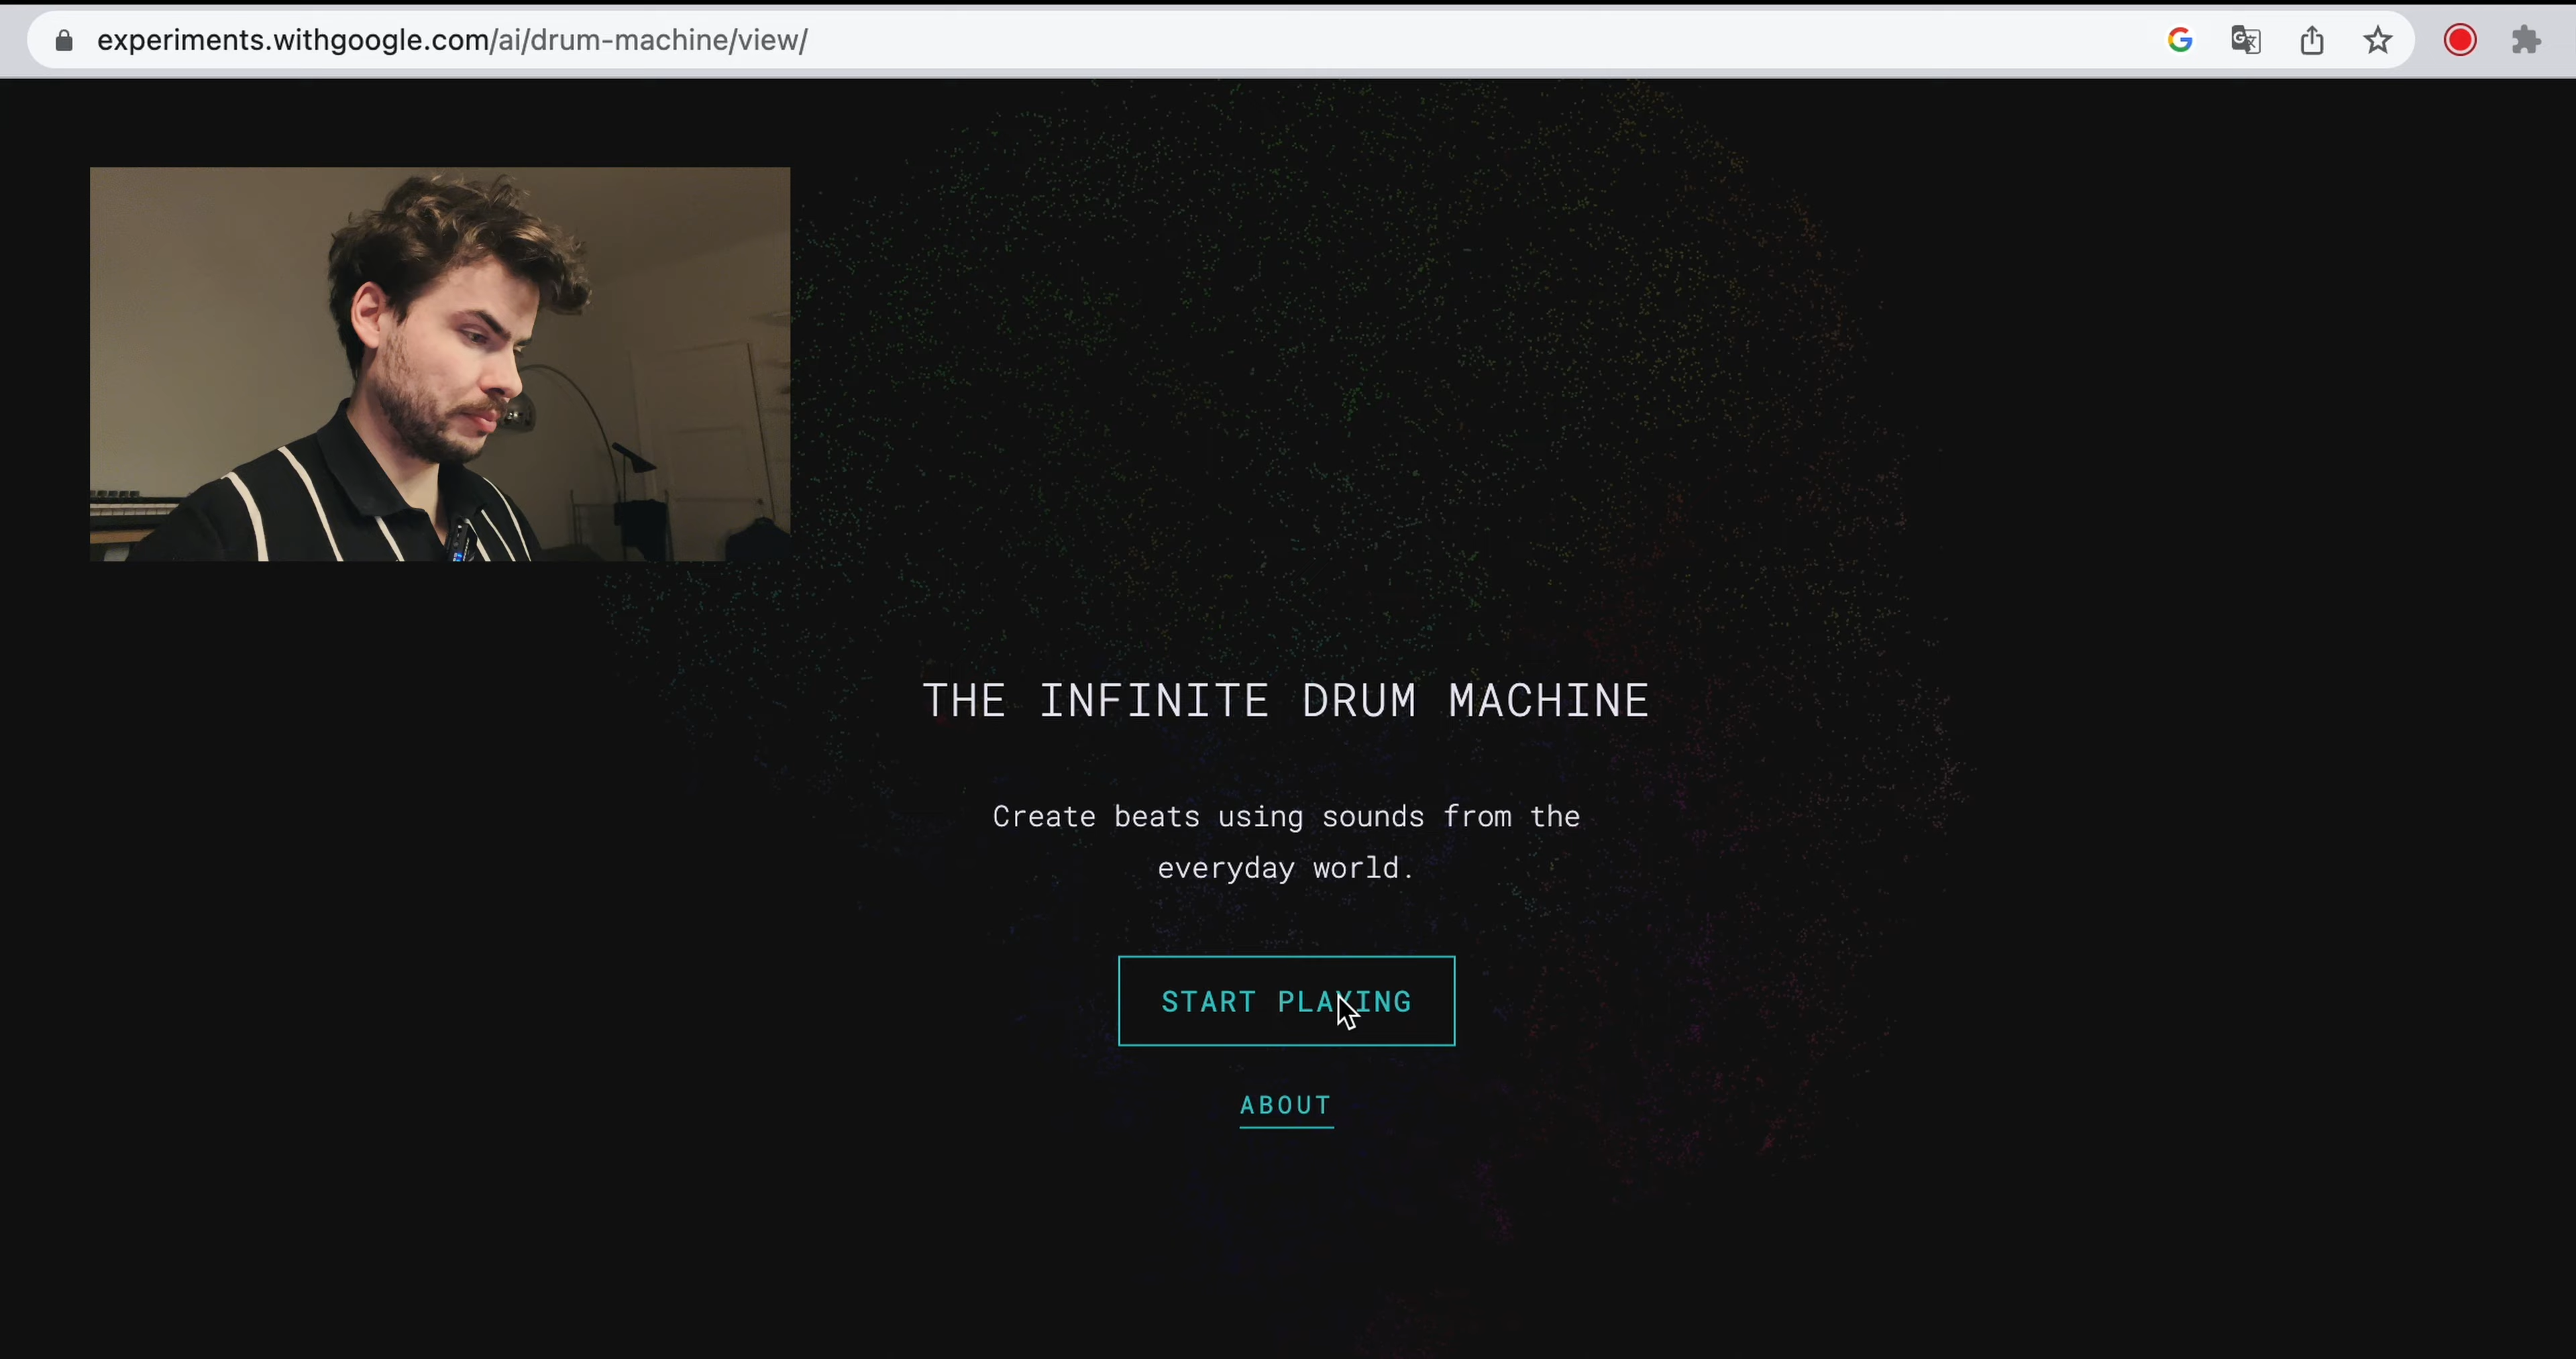 experiments.withgoogle.com/ai/drum-machine/view/
THE INFINITE DRUM MACHINE
Create beats using sounds from the
everyday world.
START PLAYING
ABOUT